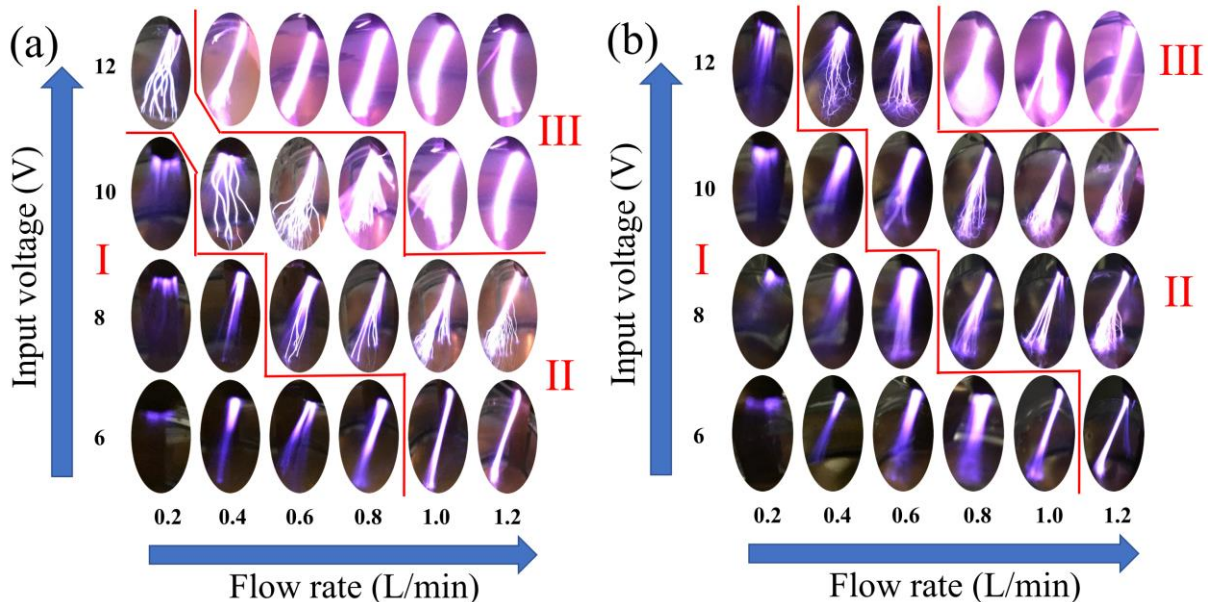 (a)
Input voltage (V)
12
10
8
6
I
II
III
0.2 0.4 0.6 0.8 1.0 1.2
Flow rate (L/min)
(b)
Input voltage (V)
12
10
8
6
I
II
III
0.2 0.4 0.6 0.8 1.0 1.2
Flow rate (L/min)